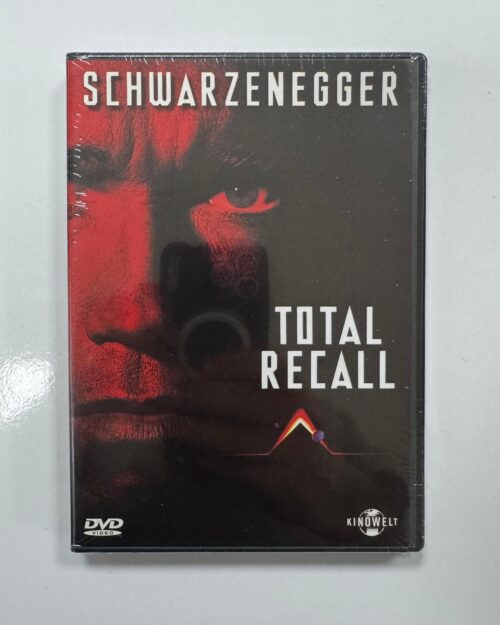 SCHWARZENEGGER
TOTAL
RECALL
DVD
VIDEO
KINOWELT